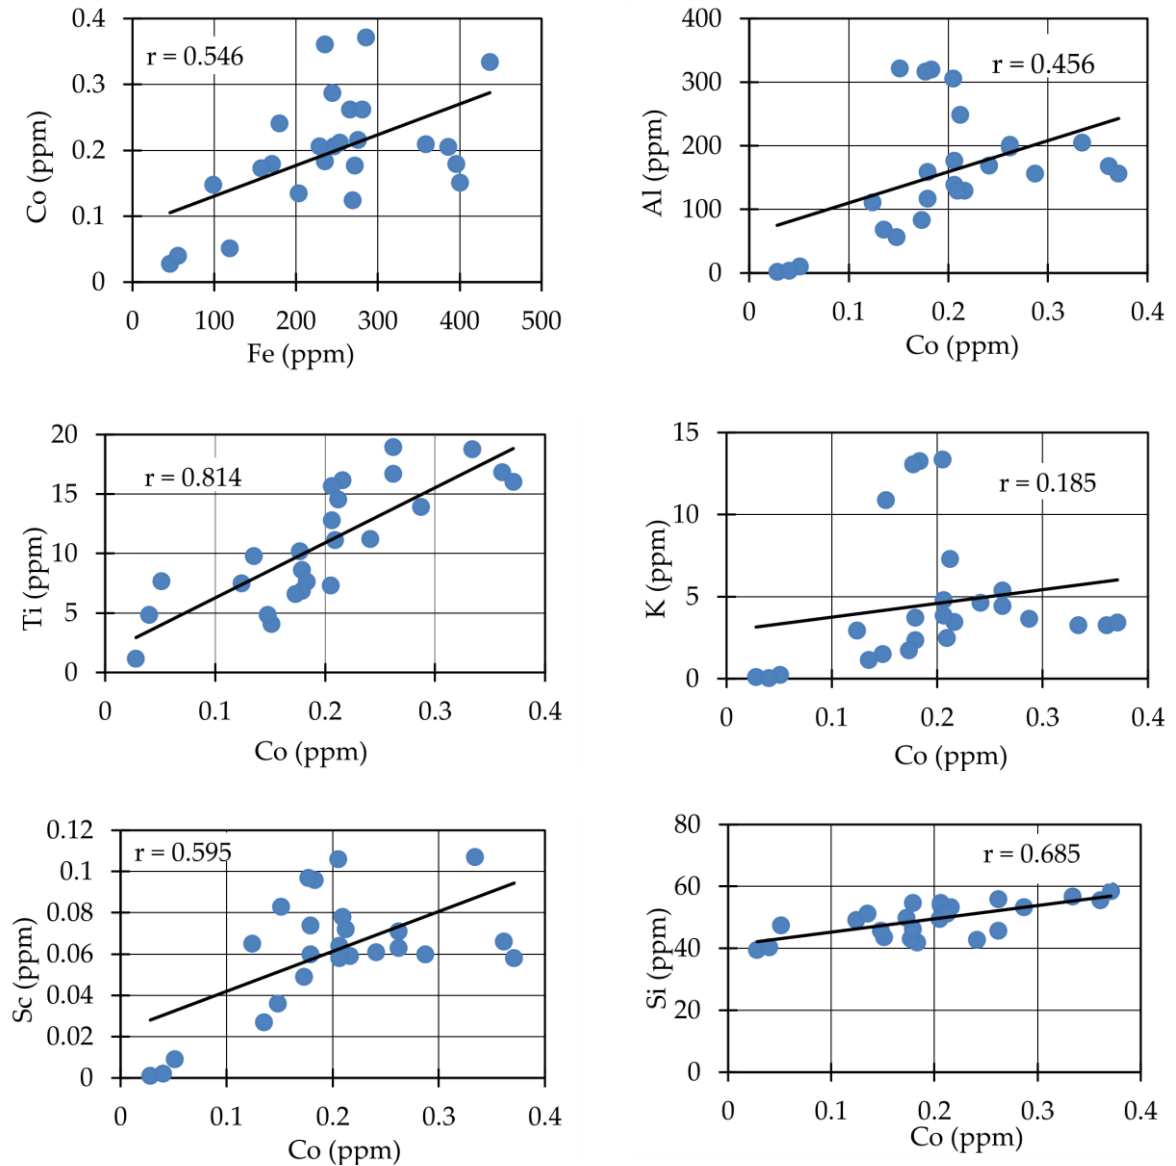 0.4
r = 0.546
0.3
0.2
0.1
0
Co (ppm)
0 100 200 300 400 500
Fe (ppm)
400
r = 0.456
300
200
100
0
Al (ppm)
0 0.1 0.2 0.3 0.4
Co (ppm)
20
r = 0.814
15
10
5
0
Ti (ppm)
0 0.1 0.2 0.3 0.4
Co (ppm)
15
r = 0.185
10
5
0
K (ppm)
0 0.1 0.2 0.3 0.4
Co (ppm)
0.12
r = 0.595
0.1
0.08
0.06
0.04
0.02
0
Sc (ppm)
0 0.1 0.2 0.3 0.4
Co (ppm)
80
r = 0.685
60
40
20
0
Si (ppm)
0 0.1 0.2 0.3 0.4
Co (ppm)